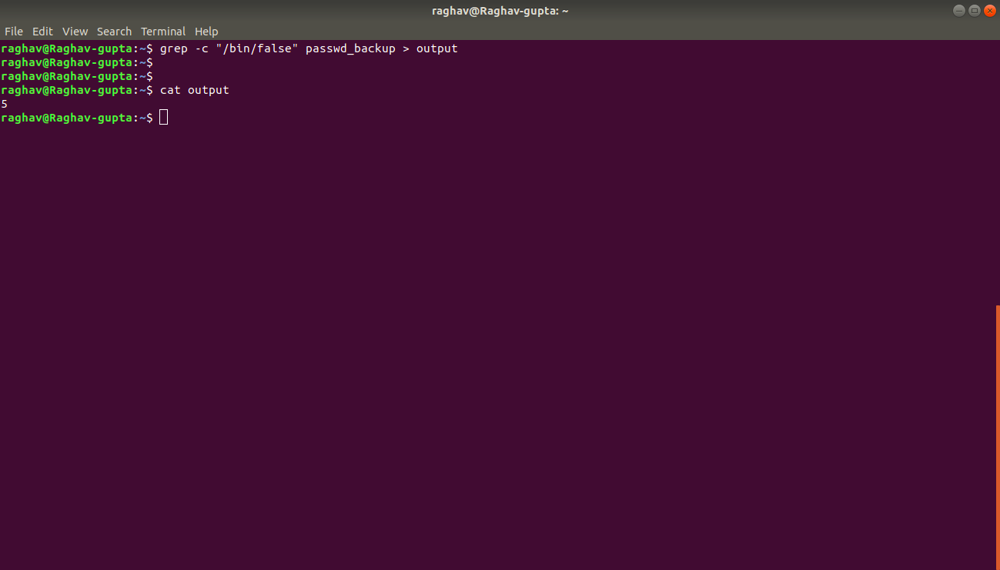 raghav@Raghav-gupta: ~
File Edit View Search Terminal Help
raghav@Raghav-gupta:~$ grep -c "/bin/false" passwd_backup > output
raghav@Raghav-gupta:~$
raghav@Raghav-gupta:~$
raghav@Raghav-gupta:~$ cat output
5
raghav@Raghav-gupta:~$